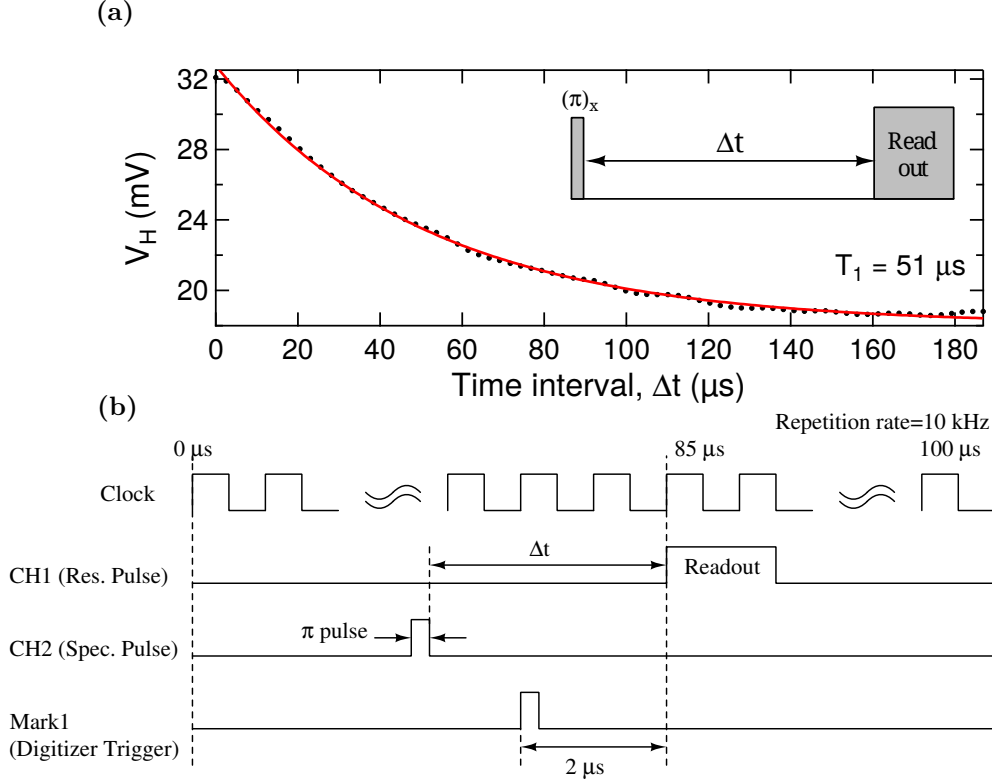 (a)
32
28
24
20
V_H (mV)
(π)_x
Δt
Read
out
T_1 = 51 μs
0 20 40 60 80 100 120 140 160 180
Time interval, Δt (μs)
(b)
Repetition rate=10 kHz
0 μs 85 μs 100 μs
Clock
Δt
CH1 (Res. Pulse) Readout
π pulse
CH2 (Spec. Pulse)
Mark1
(Digitizer Trigger)
2 μs